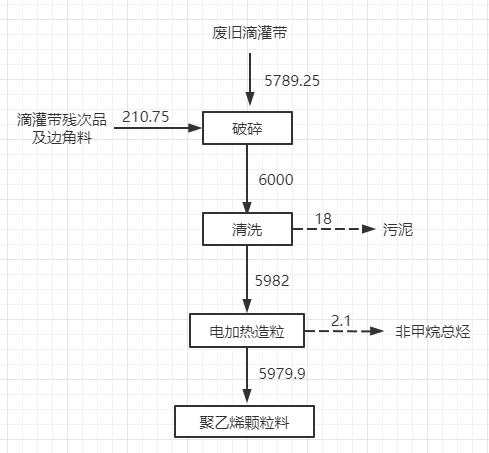 废旧滴灌带
5789.25
滴灌带残次品
及边角料
210.75
破碎
6000
清洗
18
污泥
5982
电加热造粒
2.1
非甲烷总烃
5979.9
聚乙烯颗粒料